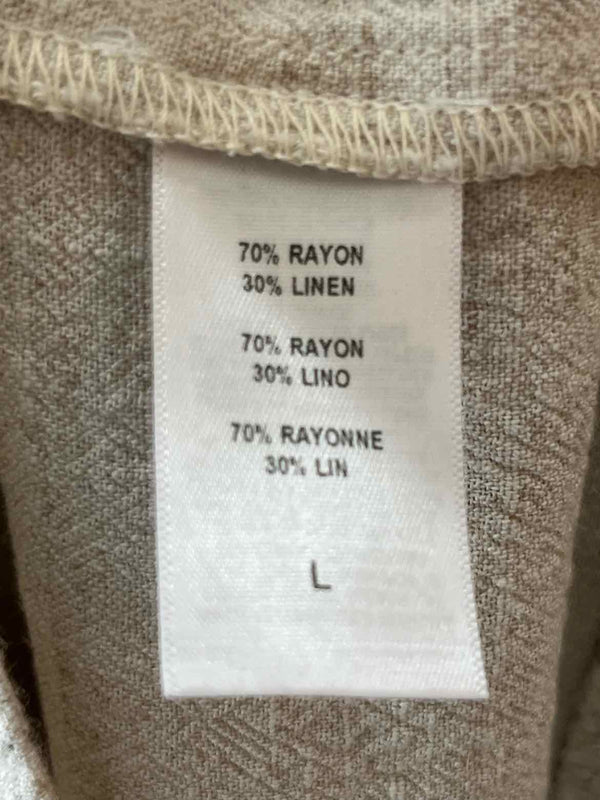 70% RAYON
30% LINEN
70% RAYON
30% LINO
70% RAYONNE
30% LIN
L